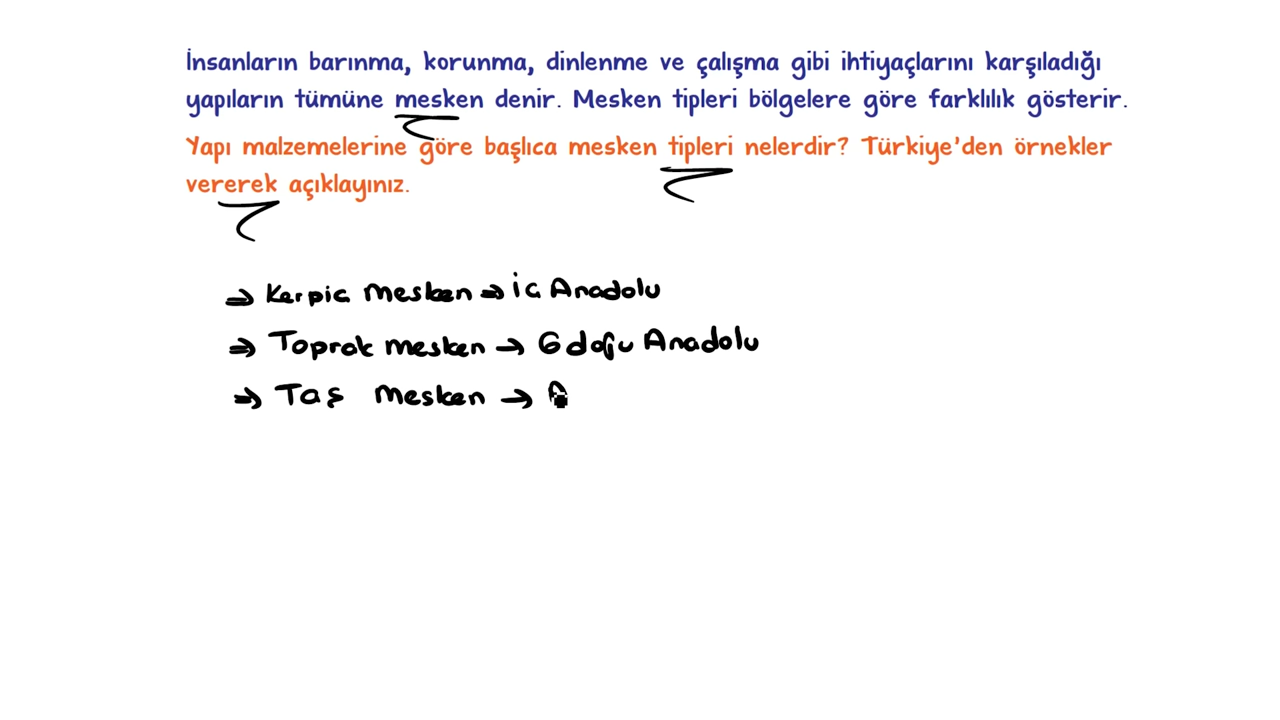 İnsanların barınma, korunma, dinlenme ve çalışma gibi ihtiyaçlarını karşıladığı
yapıların tümüne mesken denir. Mesken tipleri bölgelere göre farklılık gösterir.
Yapı malzemelerine göre başlıca mesken tipleri nelerdir? Türkiye'den örnekler
vererek açıklayınız.
⇒ Kerpic Mesken ⇒ İc Anadolu
⇒ Toprak mesken → G doğu Anadolu
⇒ Taş Mesken → A